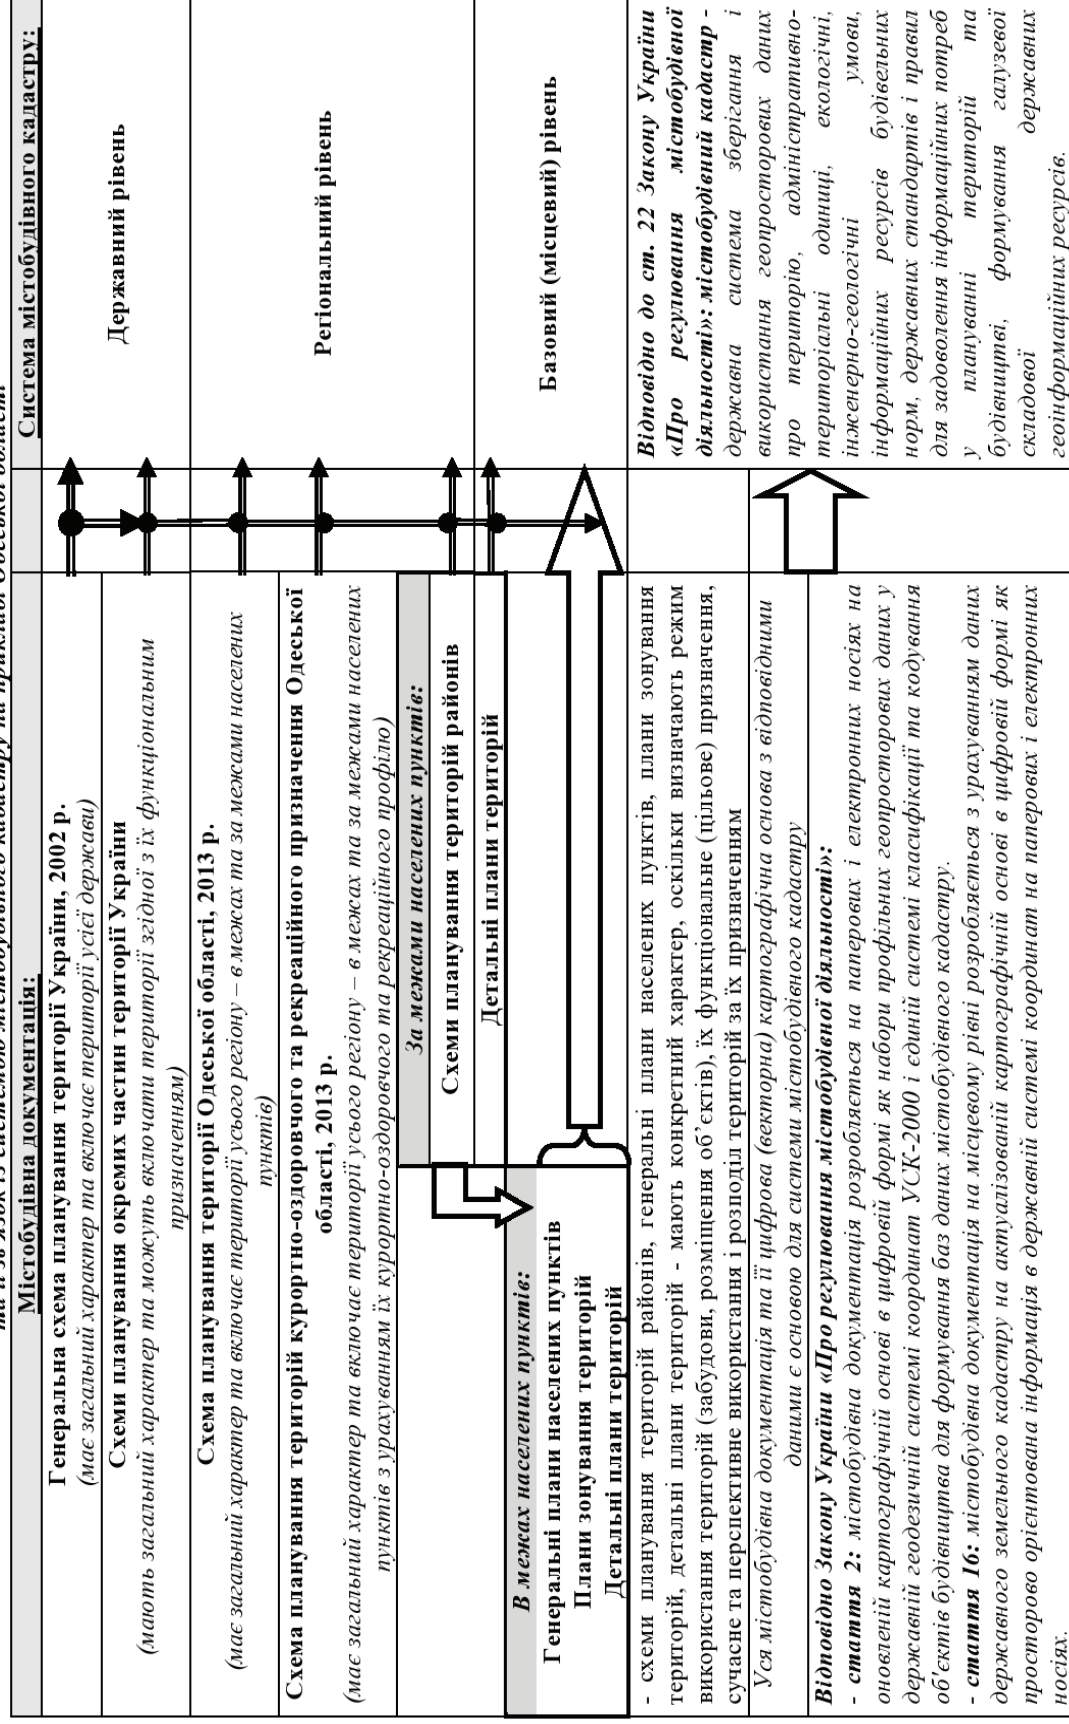 та її зв'язок із системою містобудівного кадастру на прикладі Одеської області
Містобудівна документація:
Система містобудівного кадастру:
Генеральна схема планування території України, 2002 р.
(має загальний характер та включає території усієї держави)
Схеми планування окремих частин території України
(мають загальний характер та можуть включати території згідної з їх функціональним
призначенням)
Державний рівень
Схема планування території Одеської області, 2013 р.
(має загальний характер та включає території усього регіону – в межах та за межами населених
пунктів)
Схема планування територій курортно-оздоровчого та рекреаційного призначення Одеської
області, 2013 р.
(має загальний характер та включає території усього регіону – в межах та за межами населених
пунктів з урахуванням їх курортно-оздоровчого та рекреаційного профілю)
Регіональний рівень
За межами населених пунктів:
Схеми планування територій районів
Детальні плани територій
В межах населених пунктів:
Генеральні плани населених пунктів
Плани зонування територій
Детальні плани територій
Базовий (місцевий) рівень
- схеми планування територій районів, генеральні плани населених пунктів, плани зонування
територій, детальні плани територій - мають конкретний характер, оскільки визначають режим
використання територій (забудови, розміщення об’єктів), їх функціональне (цільове) призначення,
сучасне та перспективне використання і розподіл територій за їх призначенням
Уся містобудівна документація та її цифрова (векторна) картографічна основа з відповідними
даними є основою для системи містобудівного кадастру
Відповідно Закону України «Про регулювання містобудівної діяльності»:
- стаття 2: містобудівна документація розробляється на паперових і електронних носіях на
оновленій картографічній основі в цифровій формі як набори профільних геопросторових даних у
державній геодезичній системі координат УСК-2000 і єдиній системі класифікації та кодування
об'єктів будівництва для формування баз даних містобудівного кадастру.
- стаття 16: містобудівна документація на місцевому рівні розробляється з урахуванням даних
державного земельного кадастру на актуалізованій картографічній основі в цифровій формі як
просторово орієнтована інформація в державній системі координат на паперових і електронних
носіях.
Відповідно до ст. 22 Закону України
«Про регулювання містобудівної
діяльності»: містобудівний кадастр -
державна система зберігання і
використання геопросторових даних
про територію, адміністративно-
територіальні одиниці, екологічні,
інженерно-геологічні умови,
інформаційних ресурсів будівельних
норм, державних стандартів і правил
для задоволення інформаційних потреб
у плануванні територій та
будівництві, формування галузевої
складової державних
геоінформаційних ресурсів.